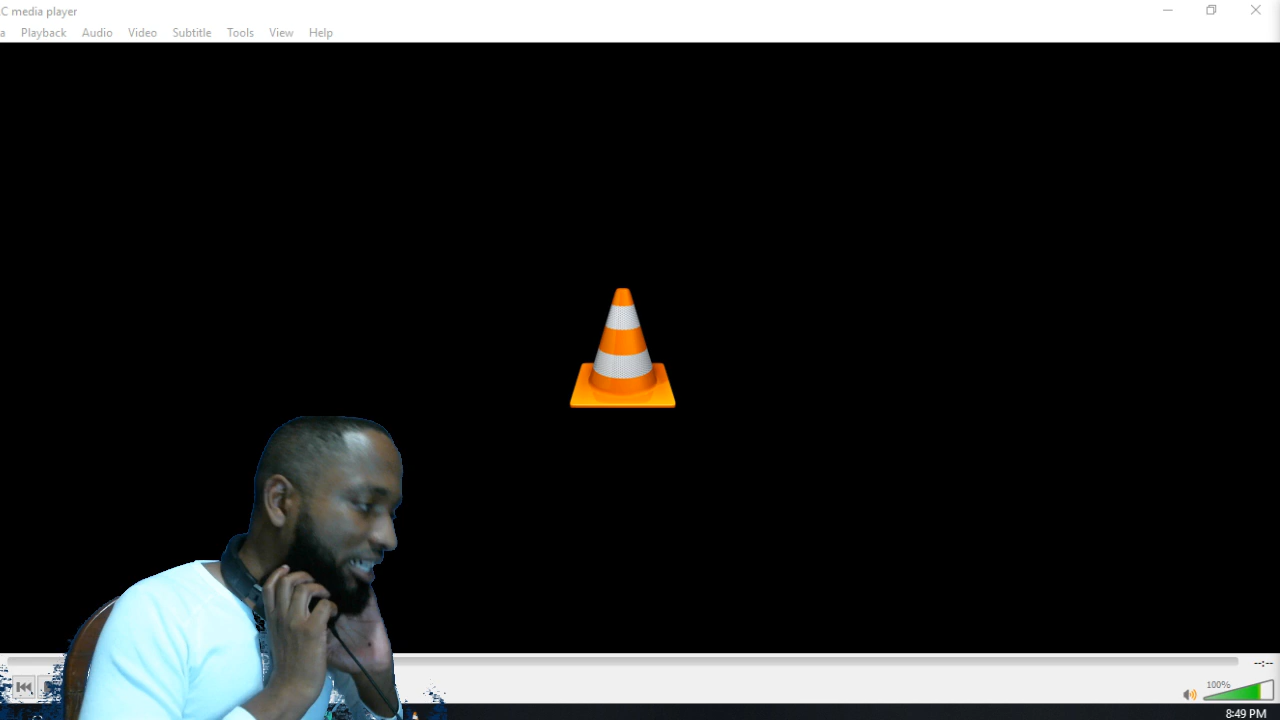 C media player
a Playback Audio Video Subtitle Tools View Help
--:--
100%
8:49 PM